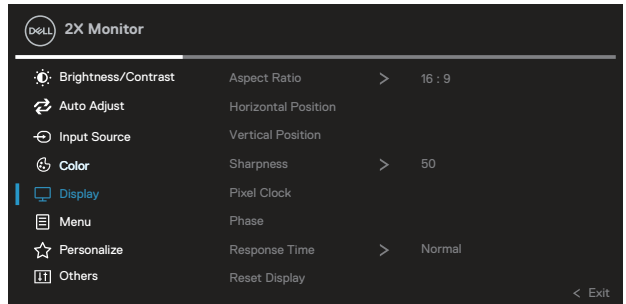 DELL 2X Monitor
Brightness/Contrast Aspect Ratio > 16 : 9
Auto Adjust Horizontal Position
Input Source Vertical Position
Color Sharpness > 50
Display Pixel Clock
Menu Phase
Personalize Response Time > Normal
Others Reset Display
< Exit